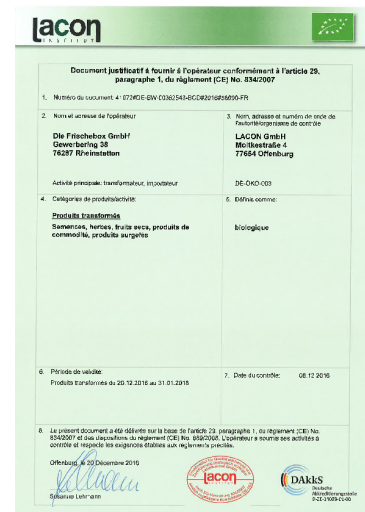 lacon
INSTITUT
Document justificatif à fournir à l'opérateur conformément à l'article 29,
paragraphe 1, du règlement (CE) No. 834/2007
1. Numéro du document:
2. Nom et adresse de l'opérateur
Die Frischebox GmbH
Gewerbering 38
76287 Rheinstetten
Activité principale: transformateur, importateur
3. Nom, adresse et numéro de code de
l'autorité/organisme de contrôle
LACON GmbH
Moltkestraße 4
77654 Offenburg
DE-ÖKO-003
4. Catégories de produits/activité:
Produits transformés
Semences, herbes, fruits secs, produits de
commodité, produits surgelés
5. Définis comme:
biologique
6. Période de validité:
Produits transformés du 20.12.2016 au 31.01.2018
7. Date du contrôle: 08.12.2016
8. Le présent document a été délivré sur la base de l'article 29, paragraphe 1, du règlement (CE) No.
834/2007 et des dispositions du règlement (CE) No. 889/2008. L'opérateur a soumis ses activités à
contrôle et respecte les exigences établies aux règlements précités.
Offenburg, le 20 Décembre 2016
Susanne Lehmann
lacon
DAkkS
Deutsche
Akkreditierungsstelle